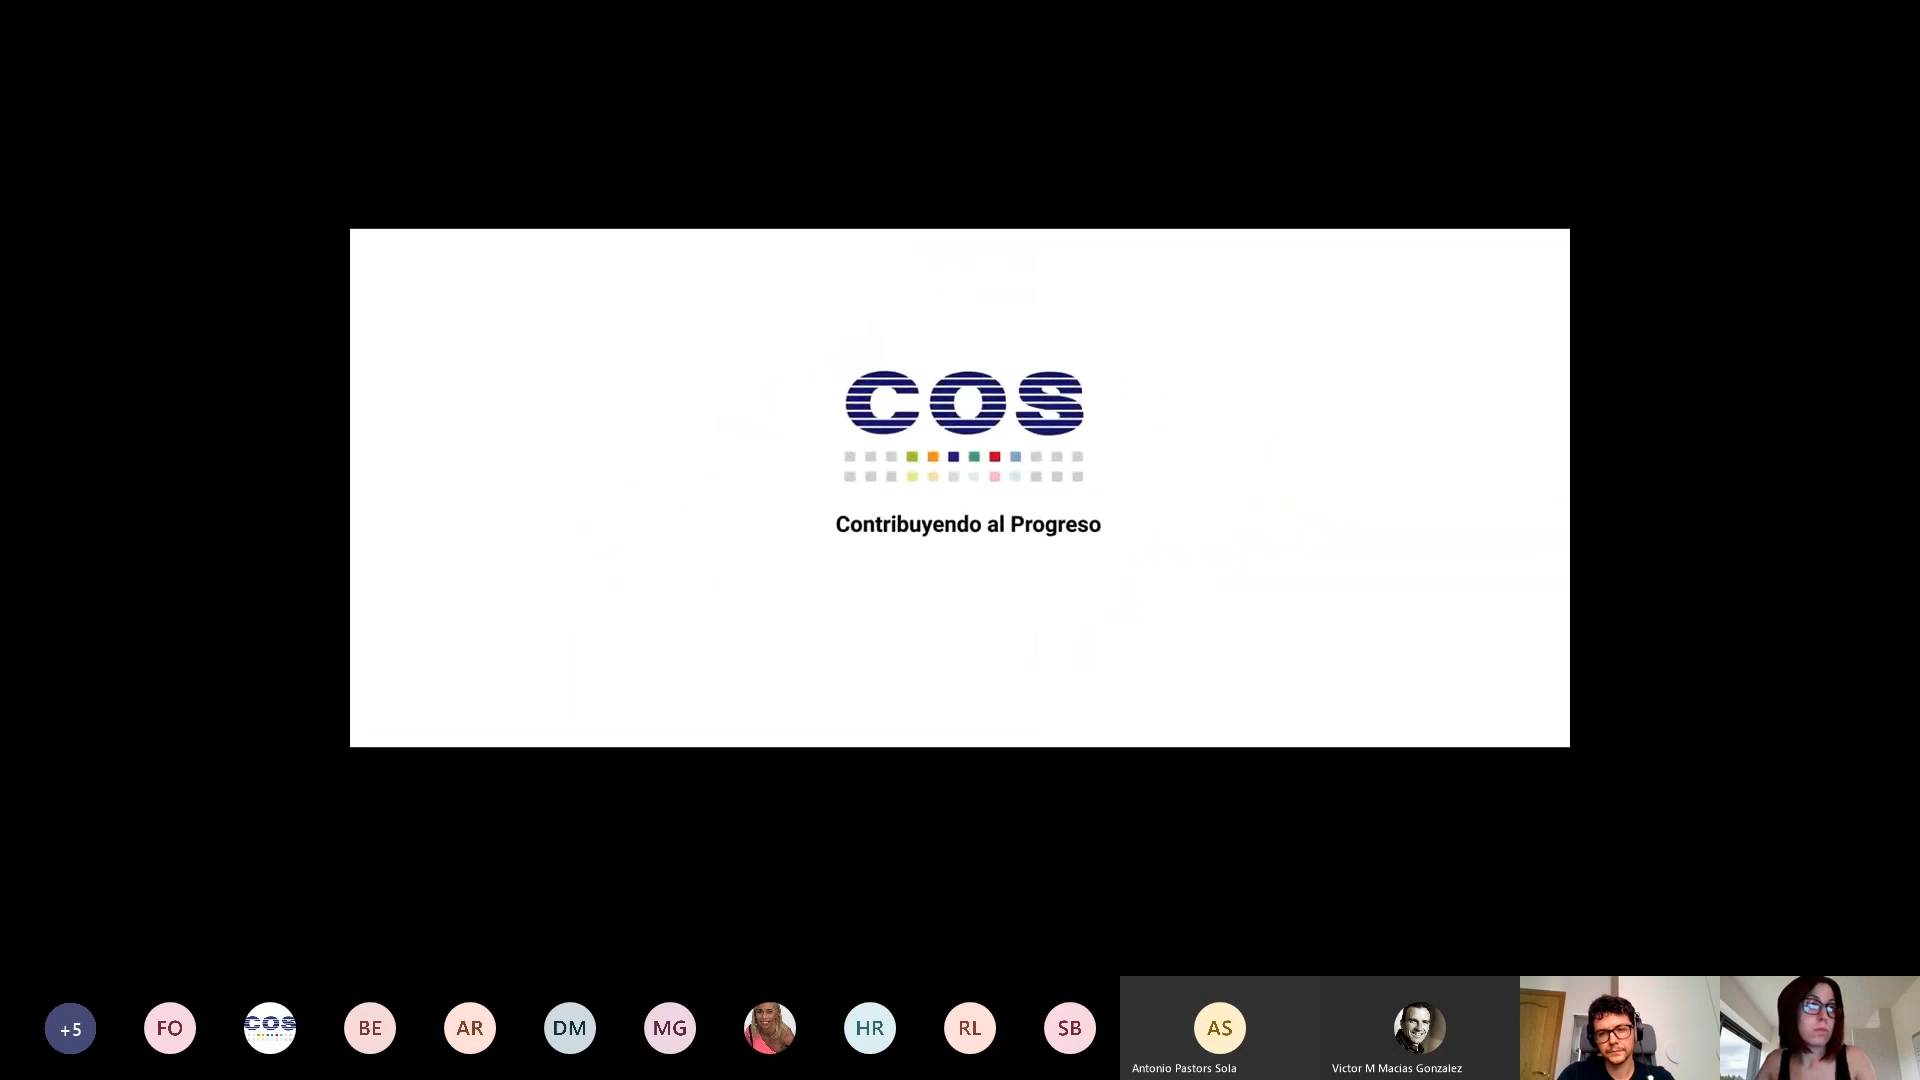 COS
Contribuyendo al Progreso
+5
FO
COS
BE
AR
DM
MG
HR
RL
SB
AS
Antonio Pastors Sola
Victor M Macias Gonzalez